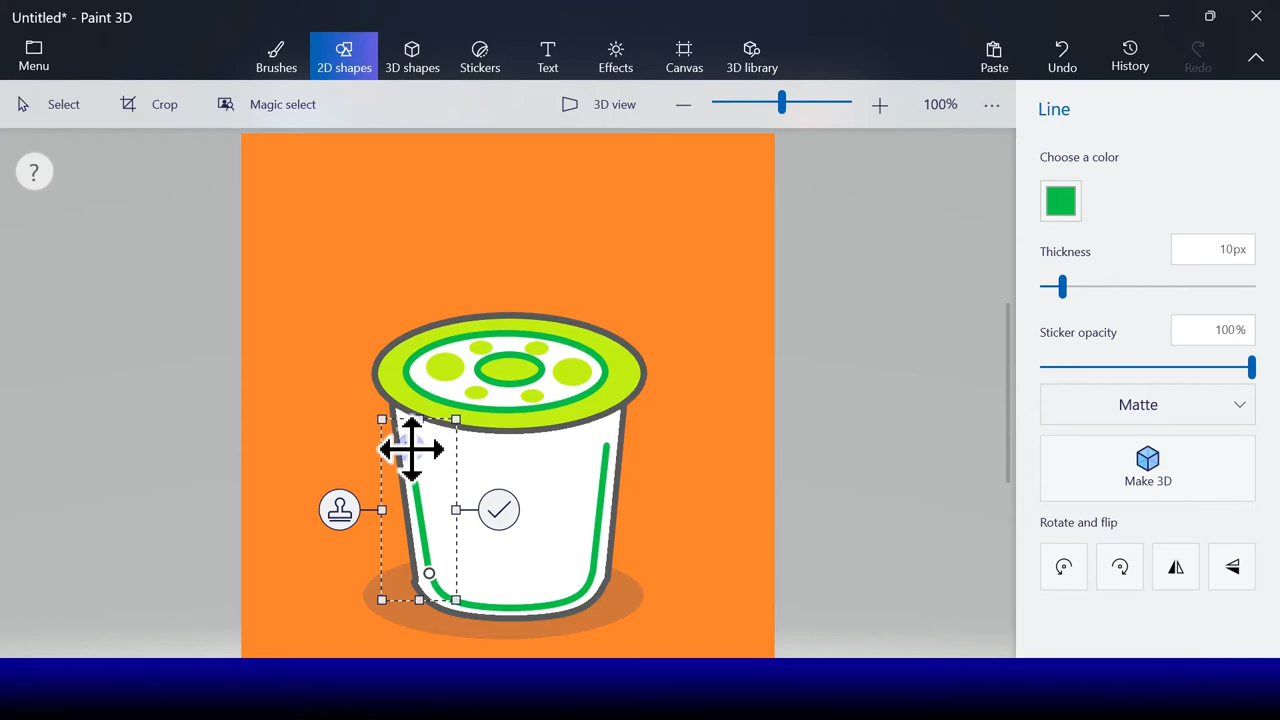 Untitled* - Paint 3D
Menu
Brushes
2D shapes
3D shapes
Stickers
Text
Effects
Canvas
3D library
Paste
Undo
History
Redo
Select
Crop
Magic select
3D view
100%
?
Line
Choose a color
Thickness
10px
Sticker opacity
100%
Matte
Make 3D
Rotate and flip